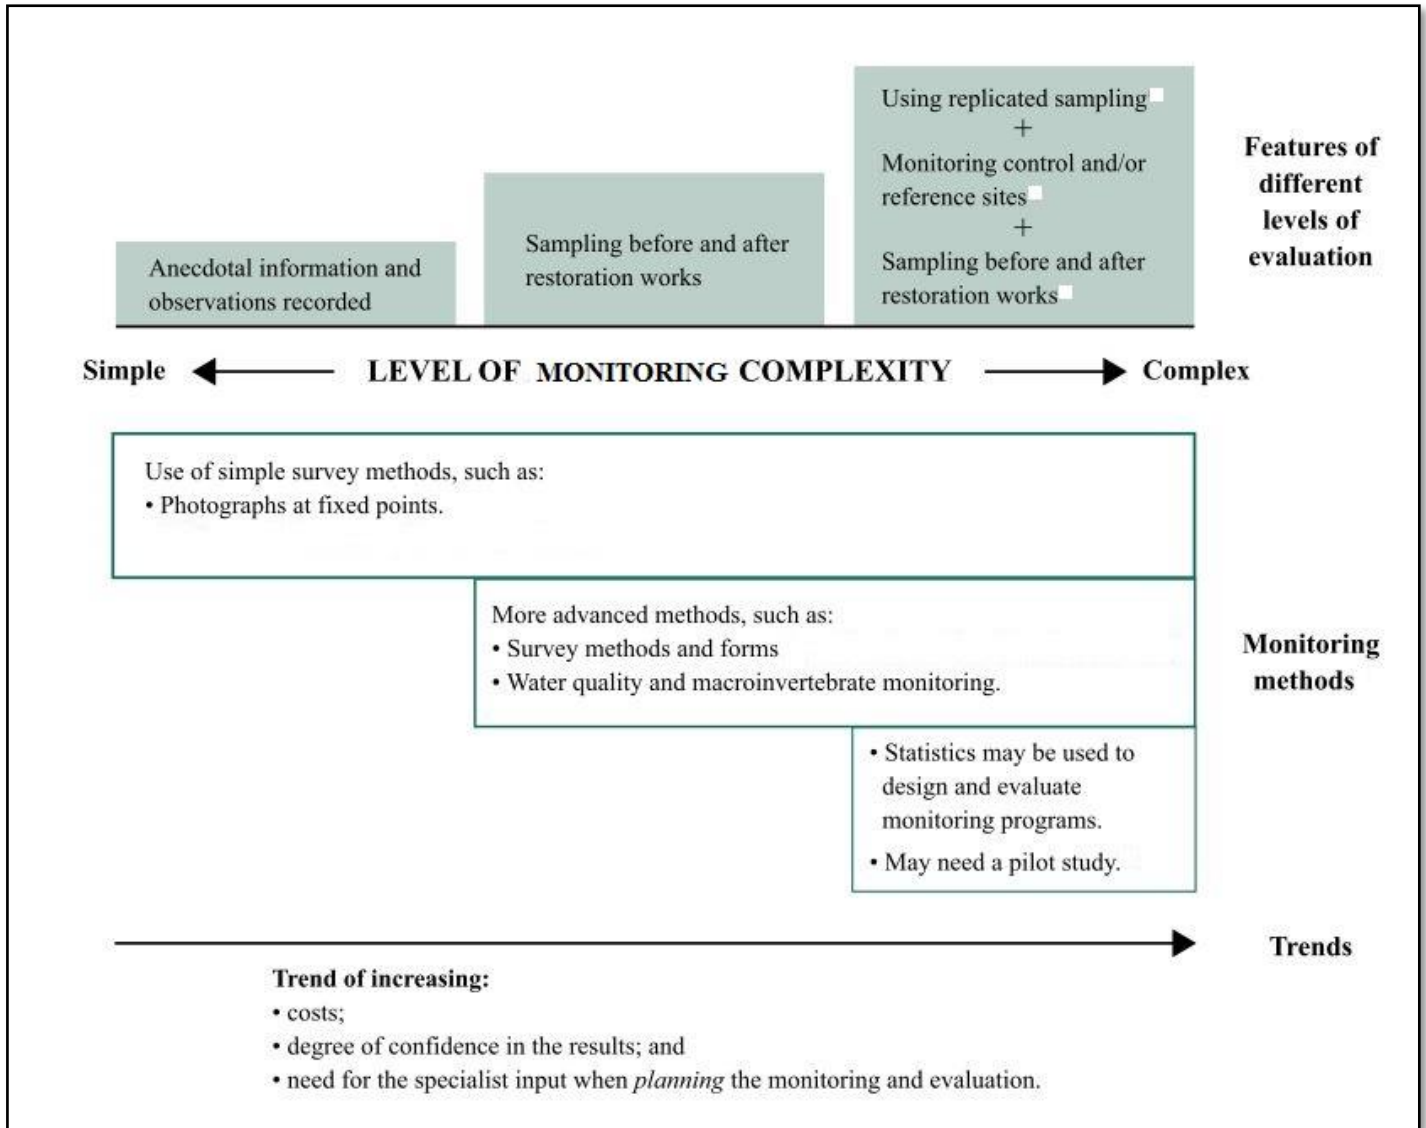 Using replicated sampling
+
Monitoring control and/or
reference sites
+
Sampling before and after
restoration works
Sampling before and after
restoration works
Anecdotal information and
observations recorded
Features of
different
levels of
evaluation
Simple LEVEL OF MONITORING COMPLEXITY Complex
Use of simple survey methods, such as:
• Photographs at fixed points.
More advanced methods, such as:
• Survey methods and forms
• Water quality and macroinvertebrate monitoring.
Monitoring
methods
• Statistics may be used to
design and evaluate
monitoring programs.
• May need a pilot study.
Trends
Trend of increasing:
• costs;
• degree of confidence in the results; and
• need for the specialist input when planning the monitoring and evaluation.